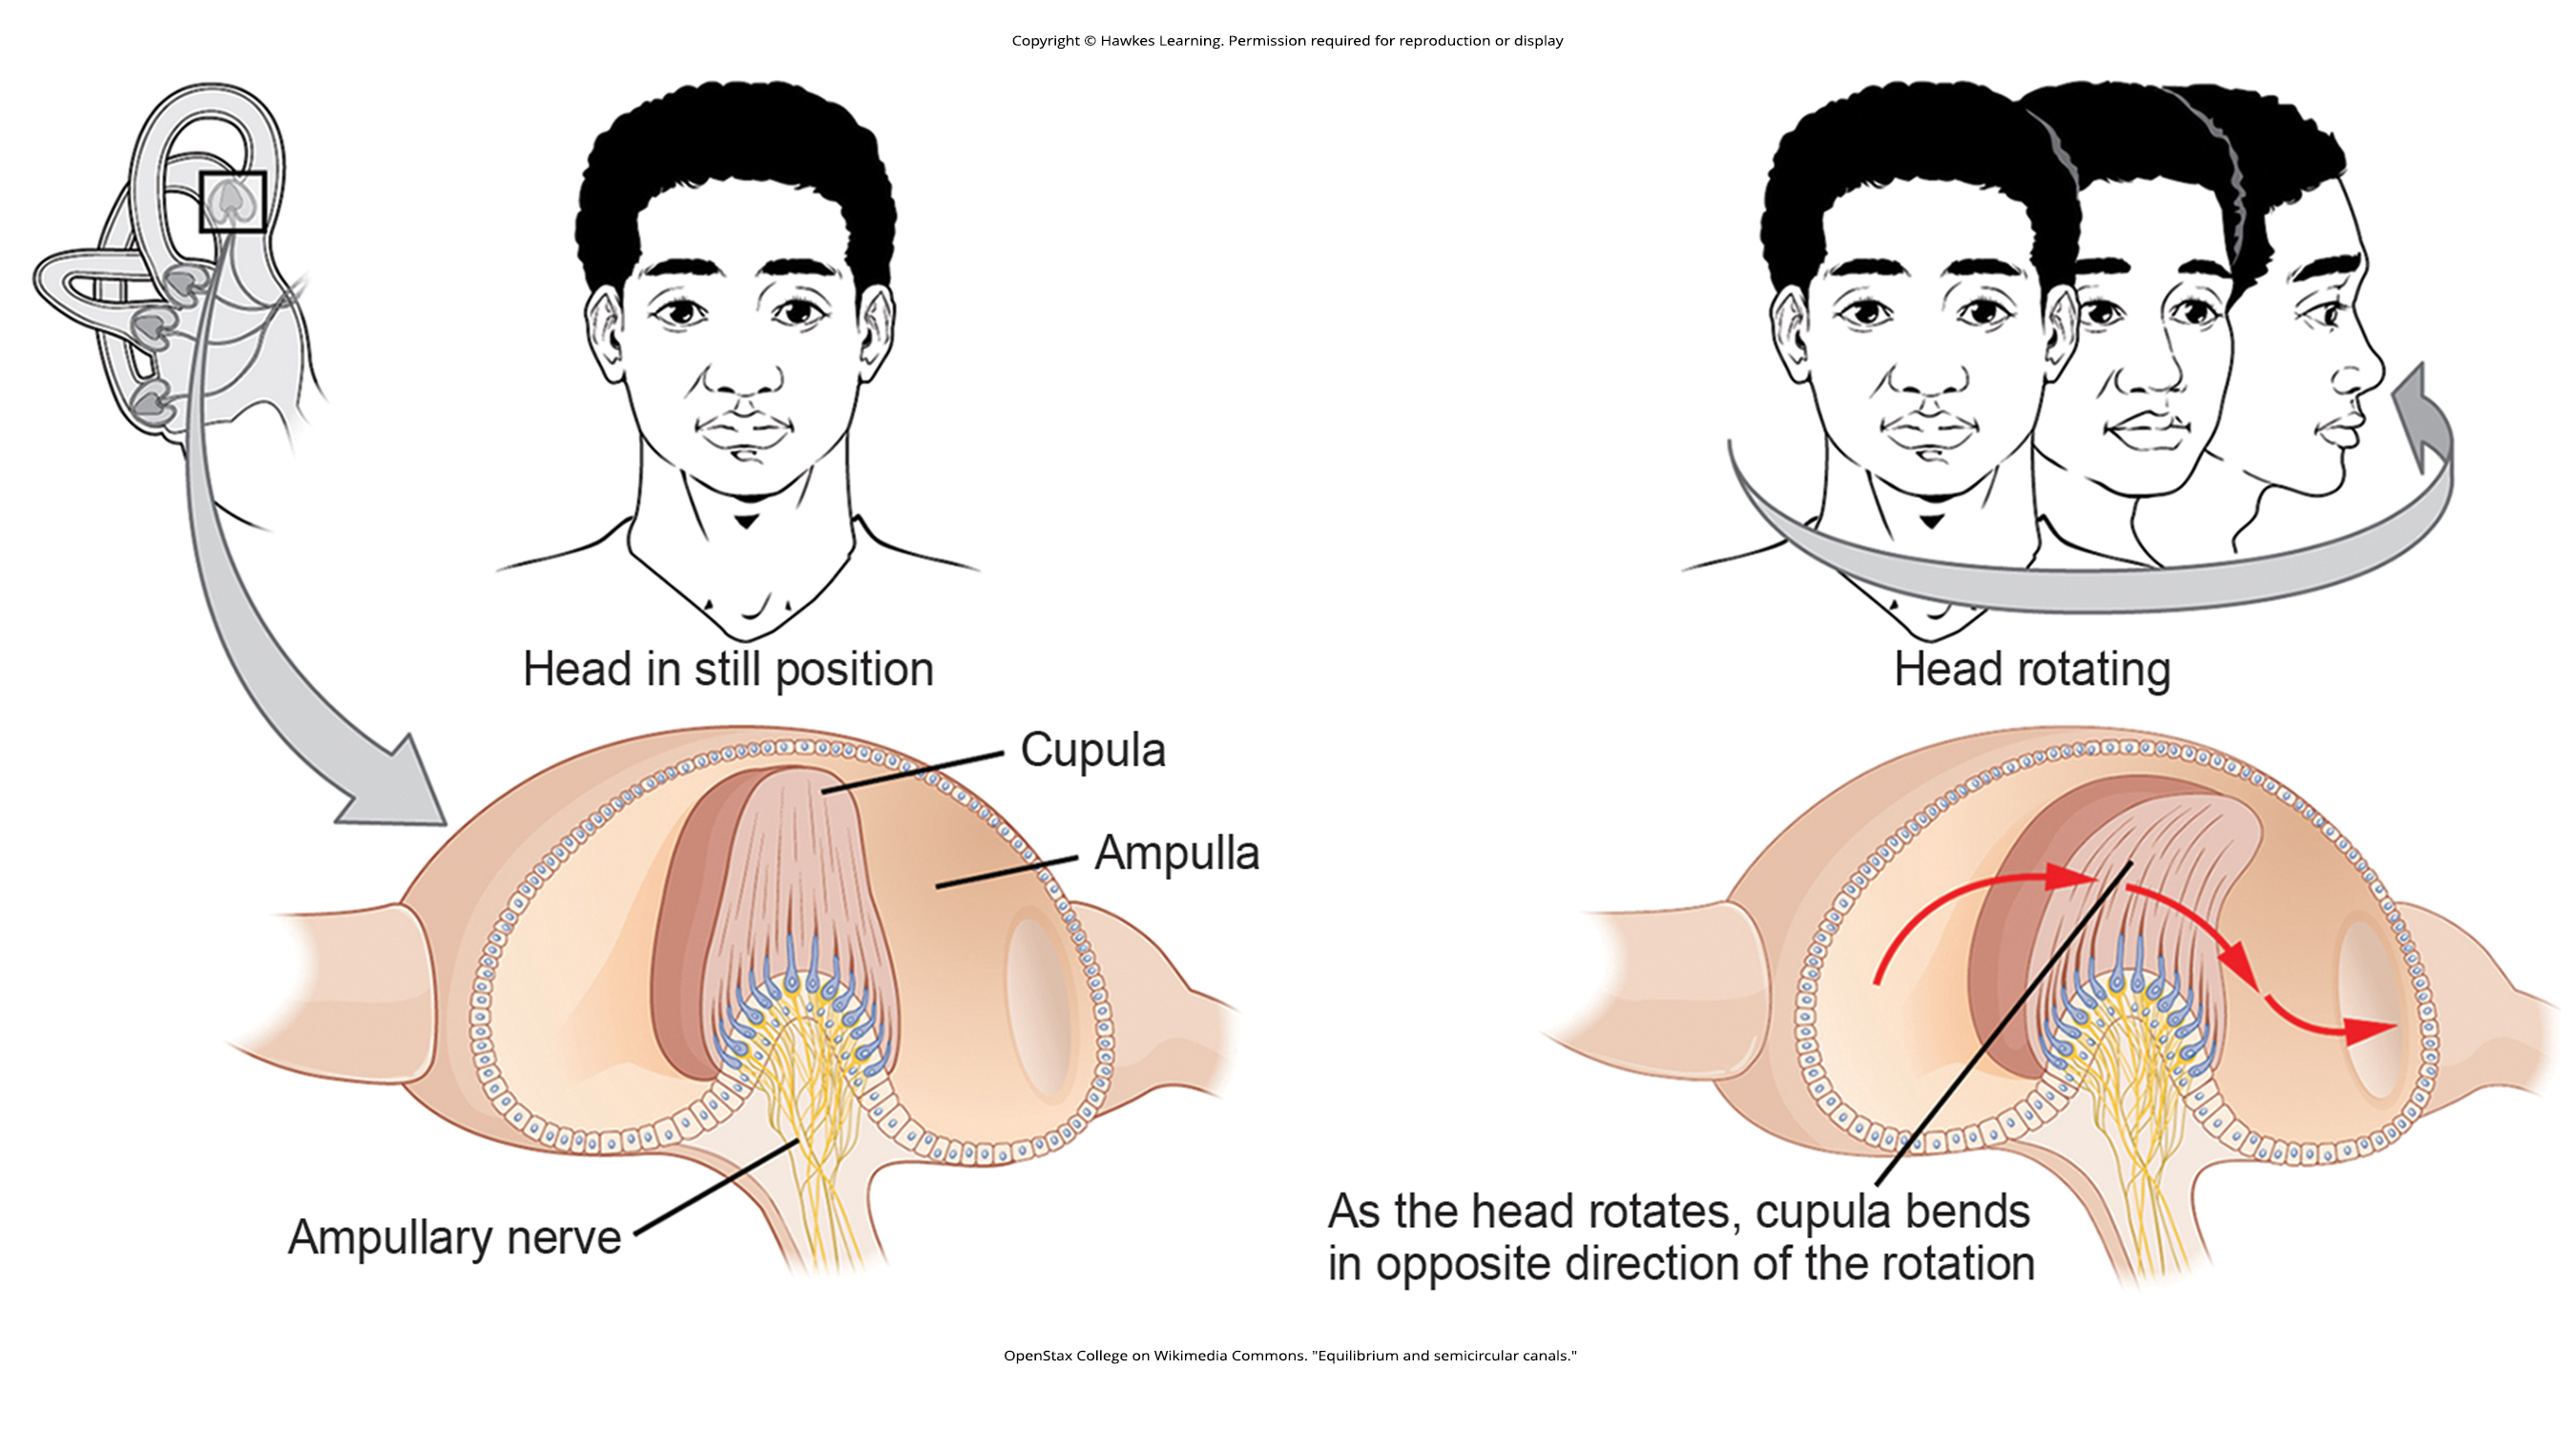 Copyright © Hawkes Learning. Permission required for reproduction or display
Head in still position
Head rotating
Cupula
Ampulla
Ampullary nerve
As the head rotates, cupula bends
in opposite direction of the rotation
OpenStax College on Wikimedia Commons. "Equilibrium and semicircular canals."